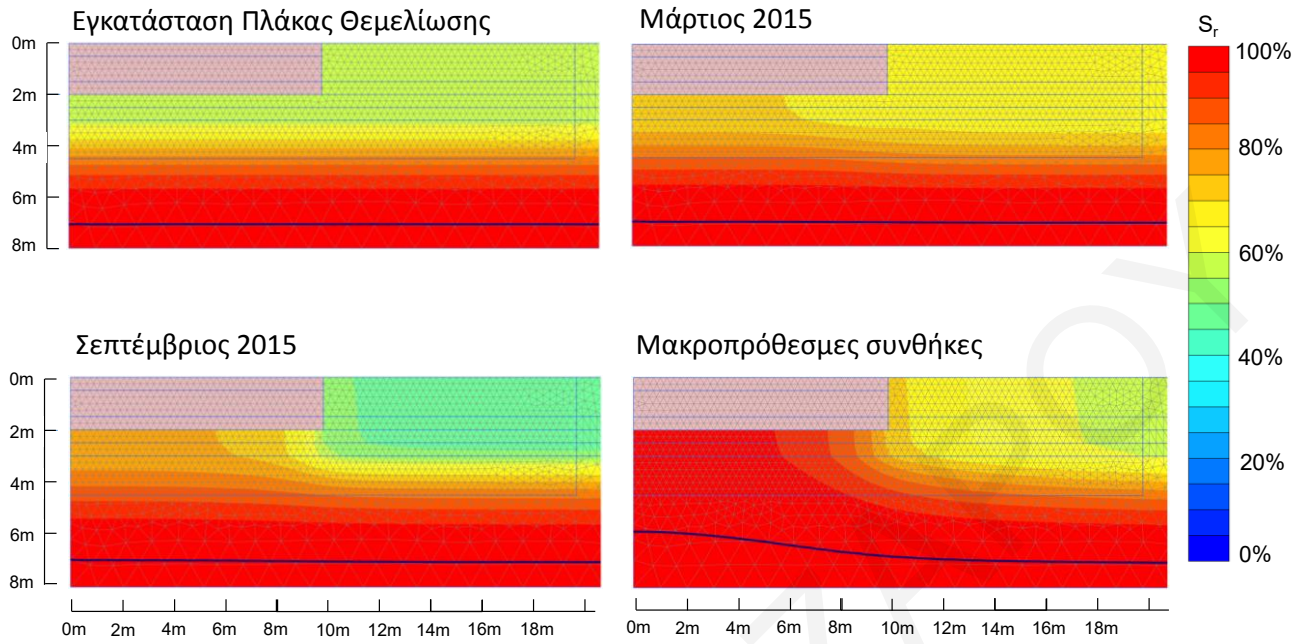 Εγκατάσταση Πλάκας Θεμελίωσης
Μάρτιος 2015
Sr
0m
2m
4m
6m
8m
100%
80%
60%
40%
20%
0%
Σεπτέμβριος 2015
Μακροπρόθεσμες συνθήκες
0m
2m
4m
6m
8m
0m 2m 4m 6m 8m 10m 12m 14m 16m 18m
0m 2m 4m 6m 8m 10m 12m 14m 16m 18m